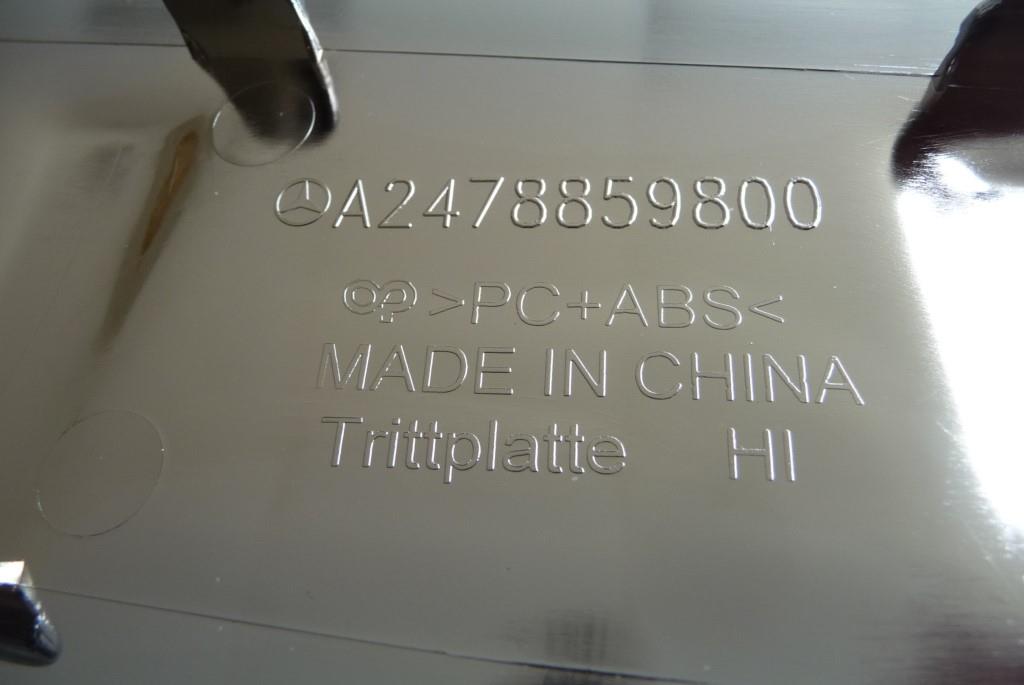 A2478859800
>PC+ABS<
MADE IN CHINA
Trittplatte HI